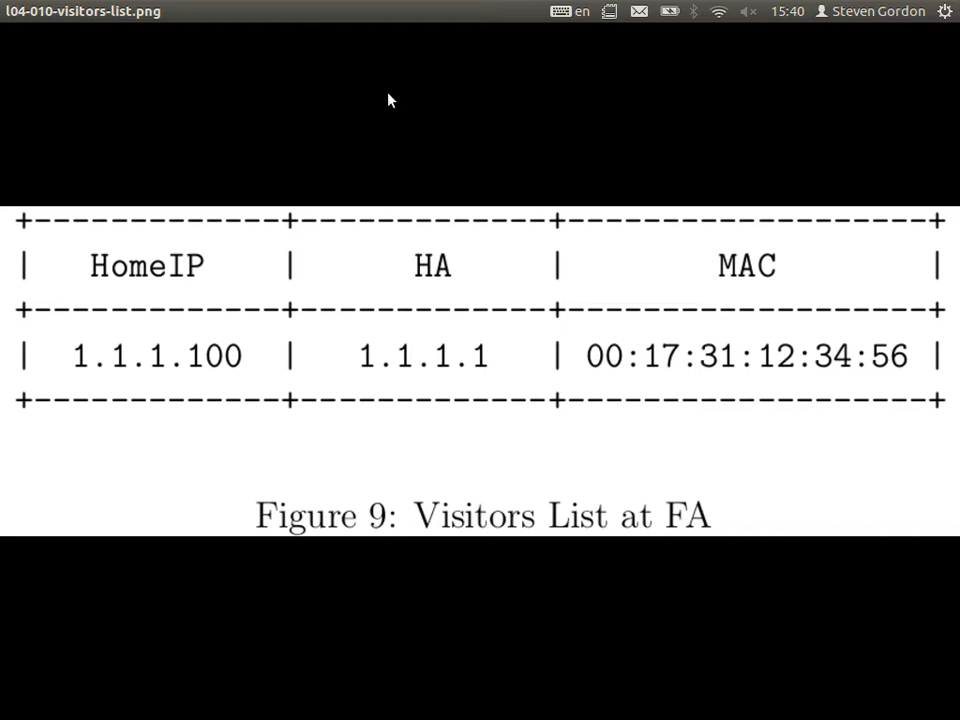 l04-010-visitors-list.png en 15:40 Steven Gordon
+-------------+-------------+-------------------+
| HomeIP | HA | MAC |
+-------------+-------------+-------------------+
| 1.1.1.100 | 1.1.1.1 | 00:17:31:12:34:56 |
+-------------+-------------+-------------------+
Figure 9: Visitors List at FA